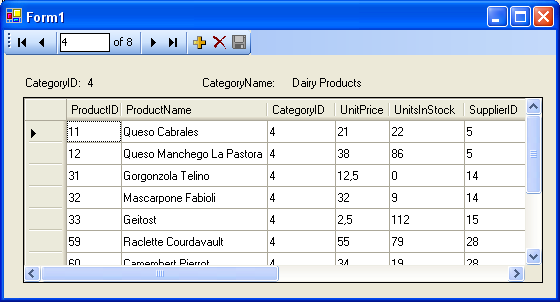 Form1
4 of 8
CategoryID: 4 CategoryName: Dairy Products
ProductID ProductName CategoryID UnitPrice UnitsInStock SupplierID
11 Queso Cabrales 4 21 22 5
12 Queso Manchego La Pastora 4 38 86 5
31 Gorgonzola Telino 4 12,5 0 14
32 Mascarpone Fabioli 4 32 9 14
33 Geitost 4 2,5 112 15
59 Raclette Courdavault 4 55 79 28
60 Camembert Pierrot 4 34 19 28